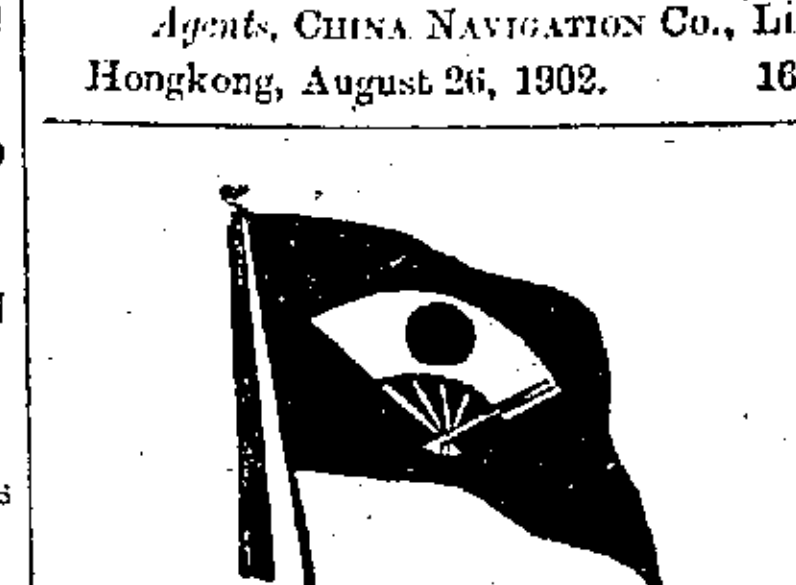 Agents, CHINA NAVIGATION Co., Li
Hongkong, August 26, 1902. 16